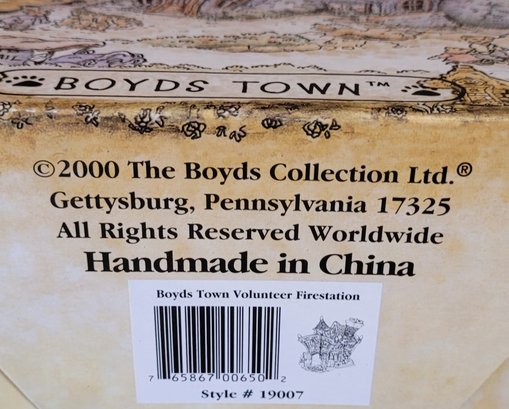 BOYDS TOWN™
©2000 The Boyds Collection Ltd.®
Gettysburg, Pennsylvania 17325
All Rights Reserved Worldwide
Handmade in China
Boyds Town Volunteer Firestation
7 65867 00650 2
Style # 19007